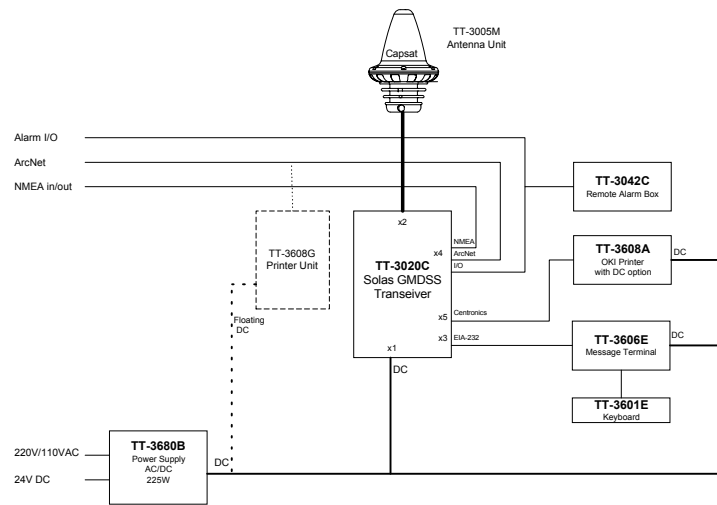 TT-3005M
Antenna Unit
Capsat
Alarm I/O
ArcNet
NMEA in/out
TT-3042C
Remote Alarm Box
x2
TT-3608G
Printer Unit
TT-3020C
Solas GMDSS
Transeiver
x4
NMEA
ArcNet
I/O
TT-3608A
OKI Printer
with DC option
DC
Floating
DC
x5
Centronics
x3
EIA-232
x1
DC
TT-3606E
Message Terminal
DC
TT-3601E
Keyboard
220V/110VAC
24V DC
TT-3680B
Power Supply
AC/DC
225W
DC